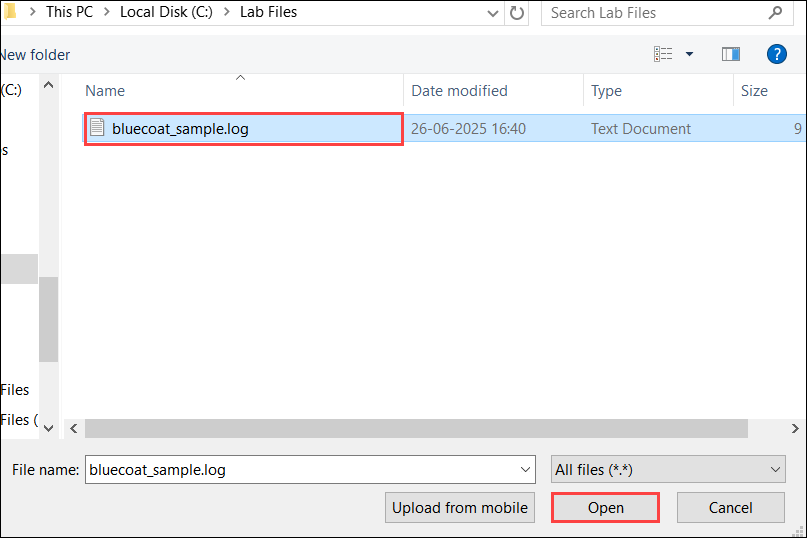 This PC > Local Disk (C:) > Lab Files
Search Lab Files
New folder
?
(C:)
Name
Date modified
Type
Size
bluecoat_sample.log
26-06-2025 16:40
Text Document
9
s
Files
Files (
File name:
bluecoat_sample.log
All files (*.*)
Upload from mobile
Open
Cancel